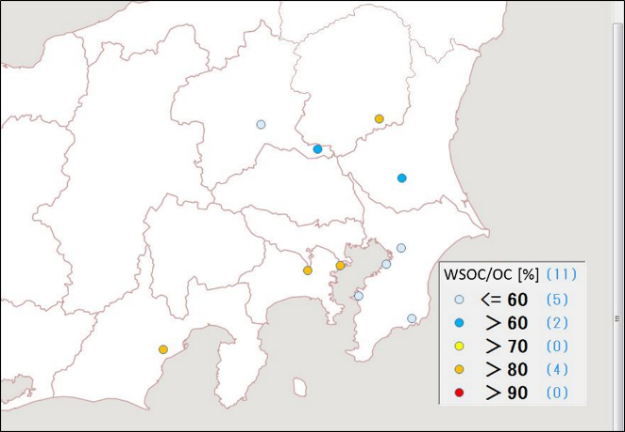 WSOC/OC [%] (11)
<= 60 (5)
> 60 (2)
> 70 (0)
> 80 (4)
> 90 (0)